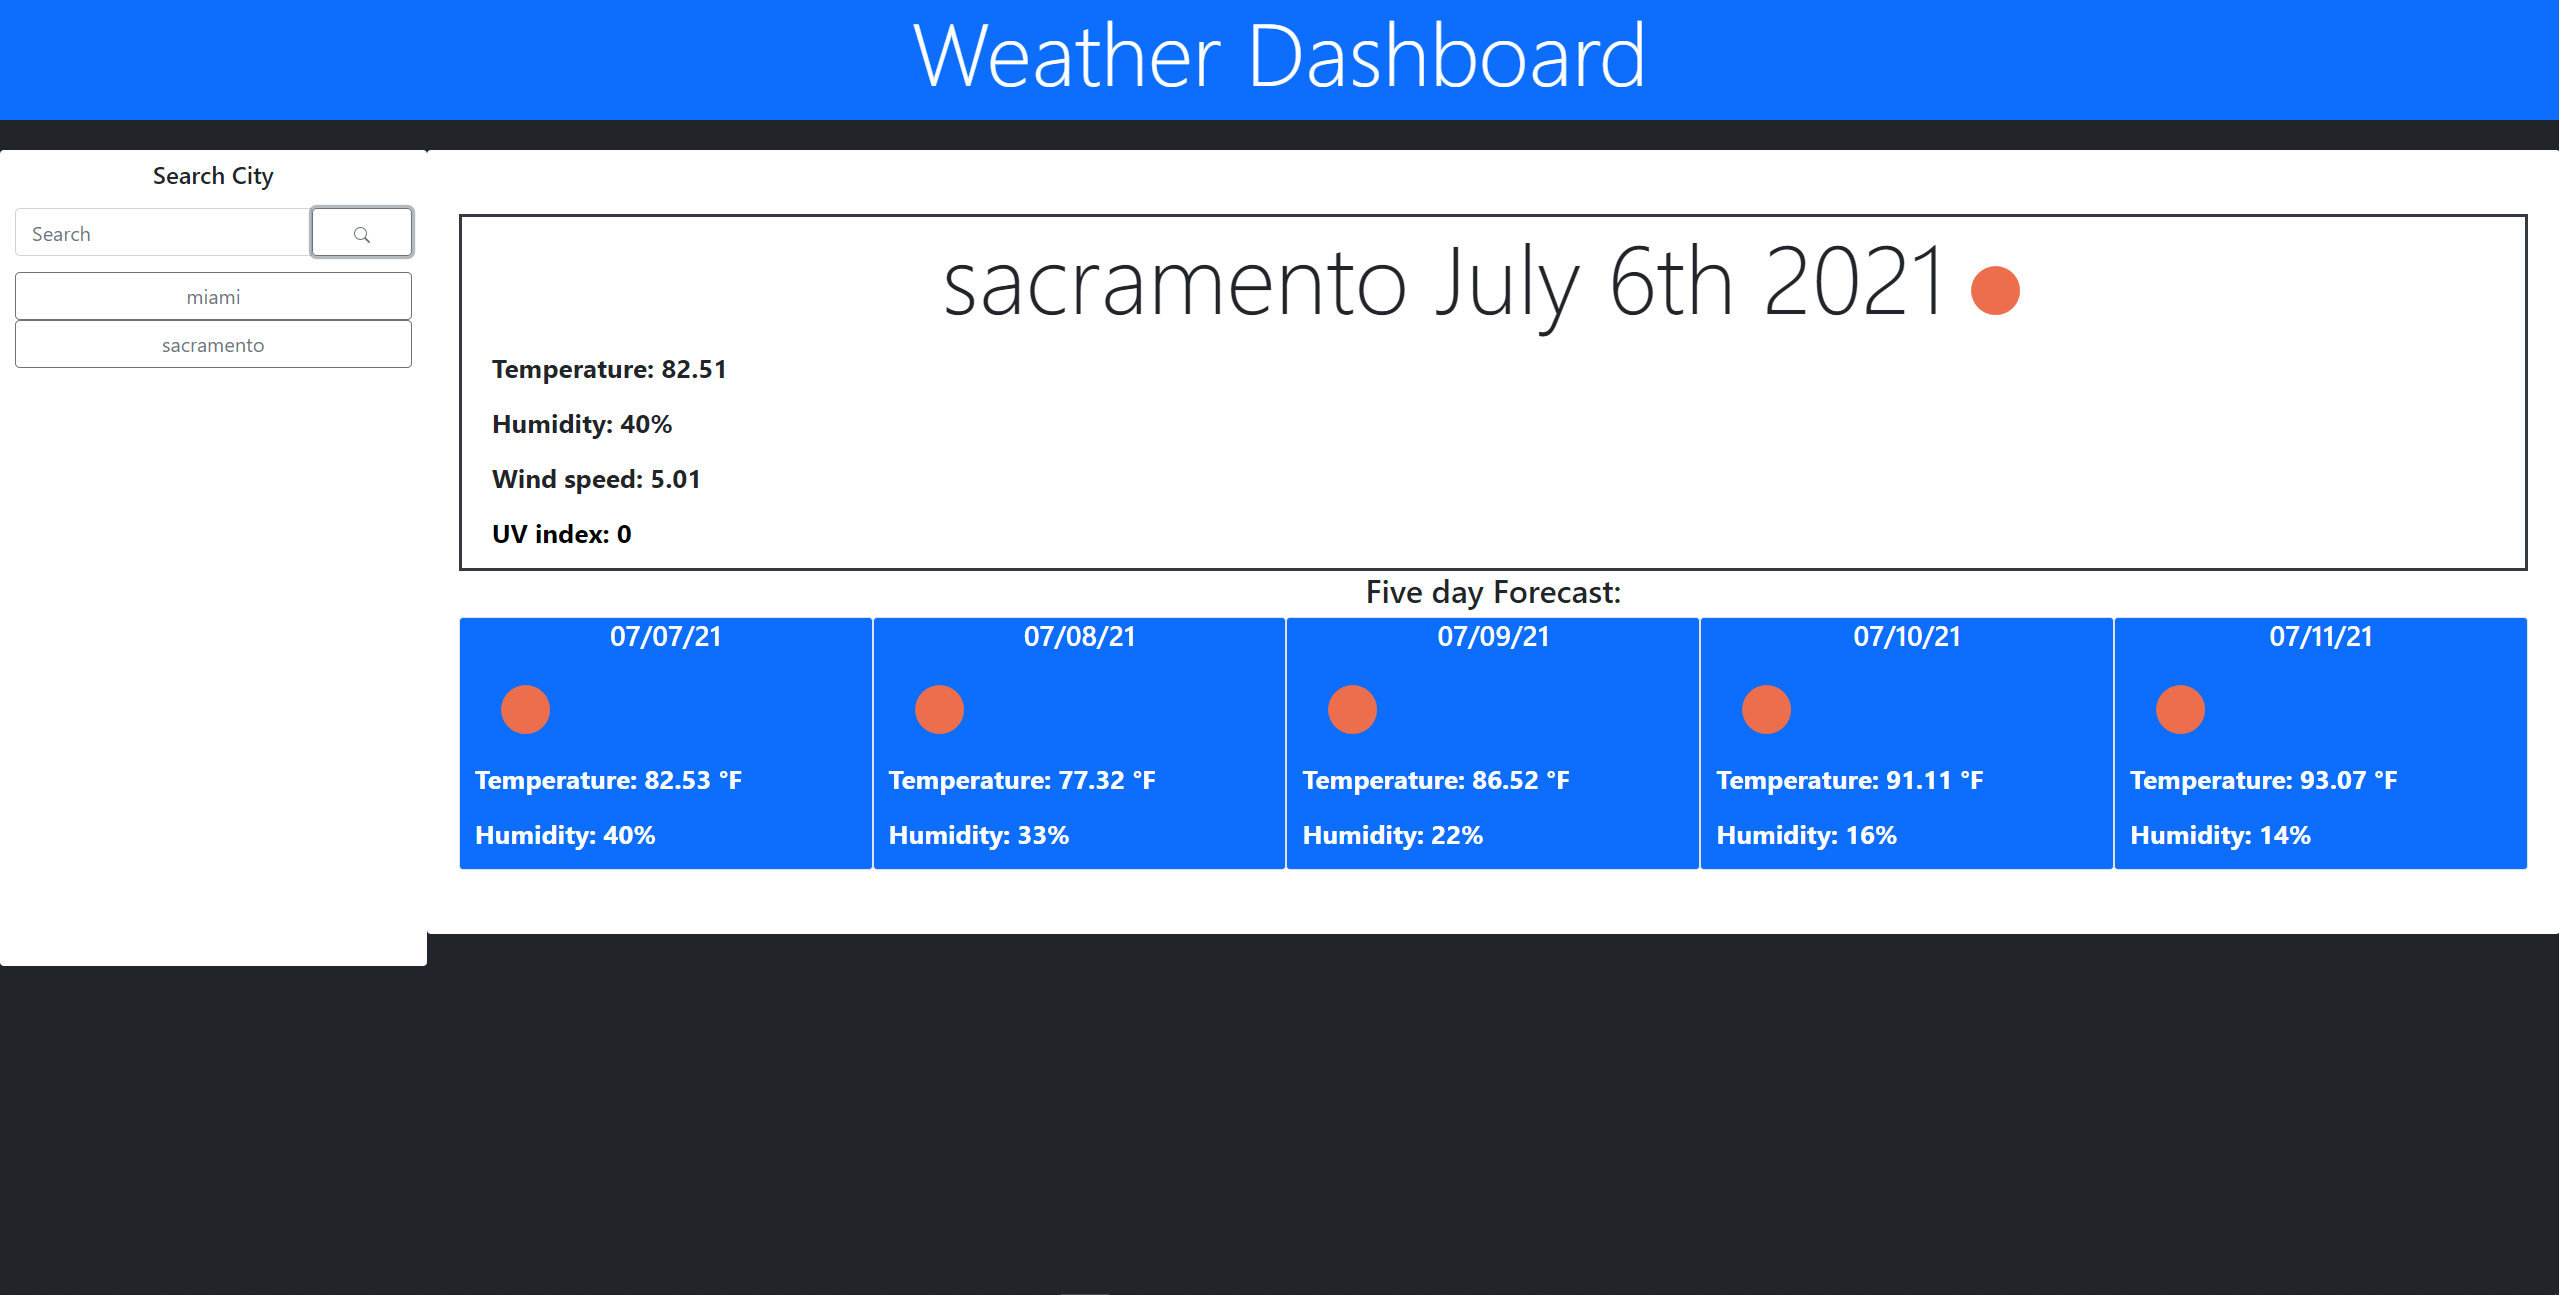 Weather Dashboard
Search City
Search
miami
sacramento
sacramento July 6th 2021
Temperature: 82.51
Humidity: 40%
Wind speed: 5.01
UV index: 0
Five day Forecast:
07/07/21
Temperature: 82.53 °F
Humidity: 40%
07/08/21
Temperature: 77.32 °F
Humidity: 33%
07/09/21
Temperature: 86.52 °F
Humidity: 22%
07/10/21
Temperature: 91.11 °F
Humidity: 16%
07/11/21
Temperature: 93.07 °F
Humidity: 14%